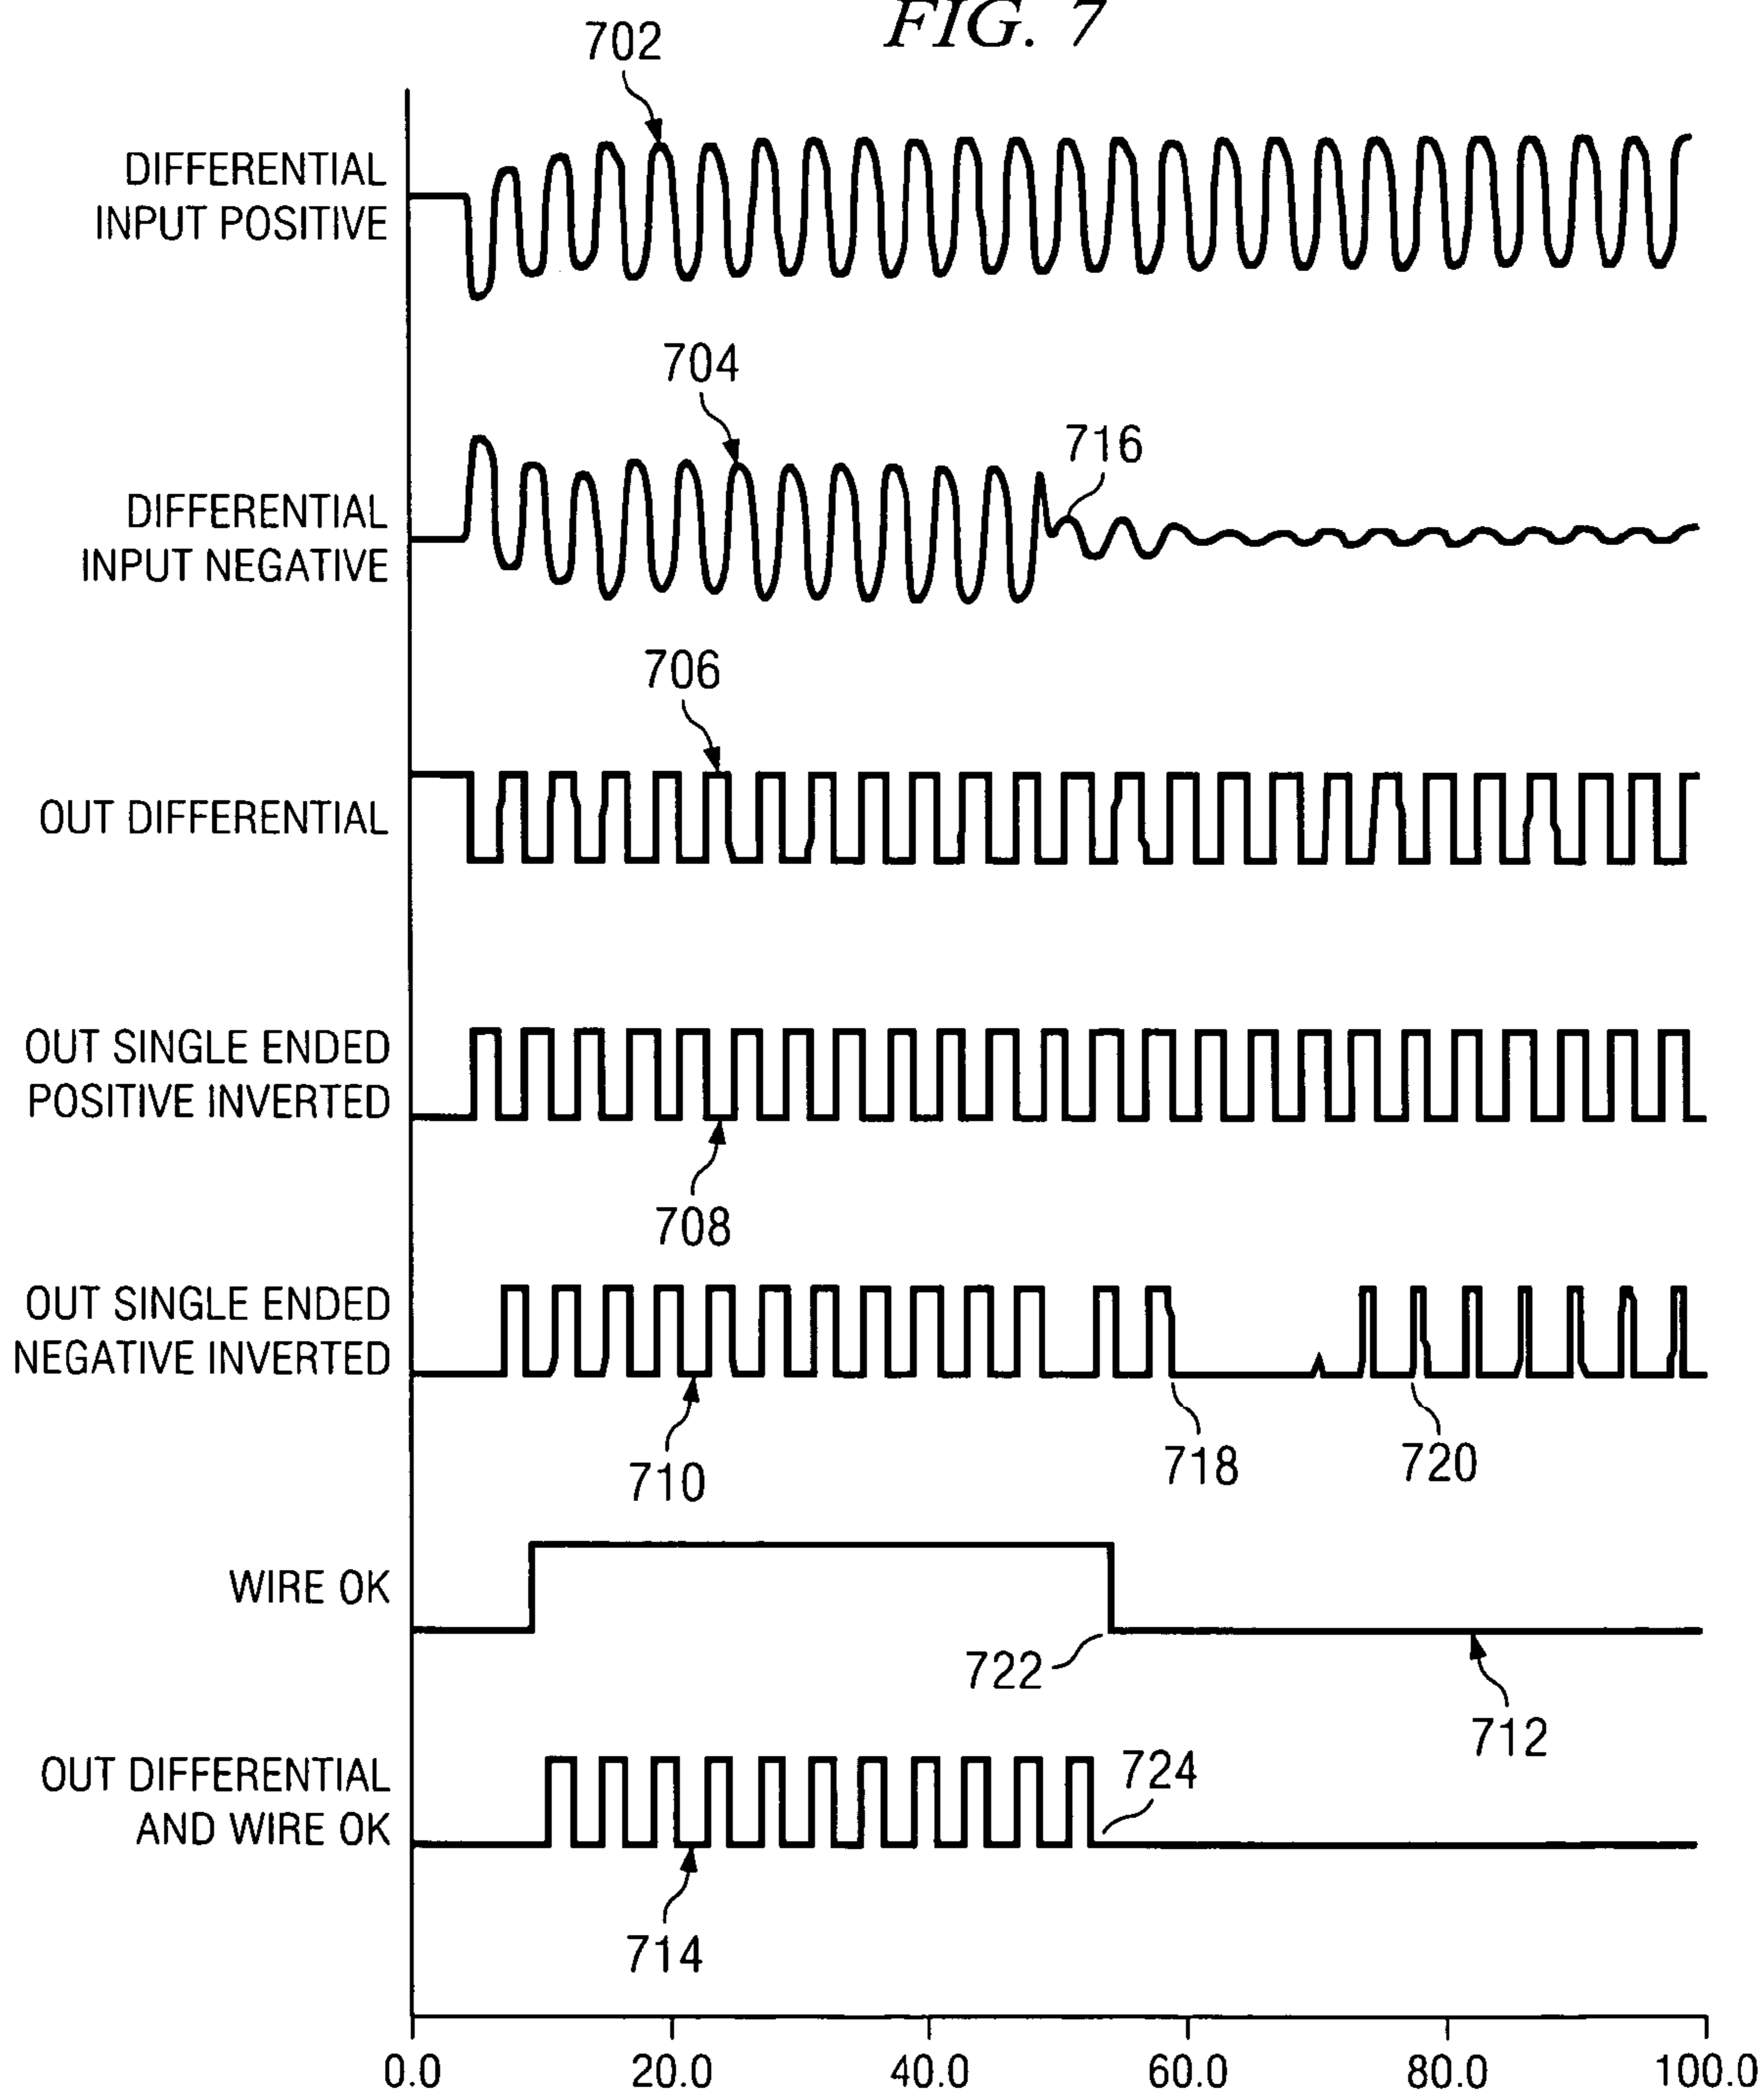 FIG. 7
702
DIFFERENTIAL
INPUT POSITIVE
704
716
DIFFERENTIAL
INPUT NEGATIVE
706
OUT DIFFERENTIAL
OUT SINGLE ENDED
POSITIVE INVERTED
708
OUT SINGLE ENDED
NEGATIVE INVERTED
710
718
720
WIRE OK
722
712
OUT DIFFERENTIAL
AND WIRE OK
724
714
0.0 20.0 40.0 60.0 80.0 100.0